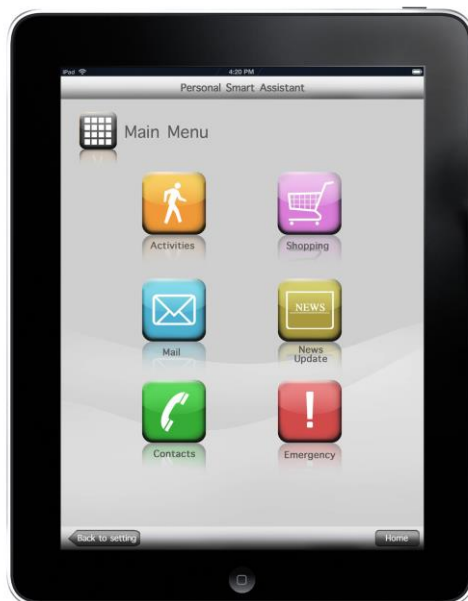 iPad
4:20 PM
Personal Smart Assistant
Main Menu
Activities
Shopping
Mail
NEWS
News
Update
Contacts
Emergency
Back to setting
Home